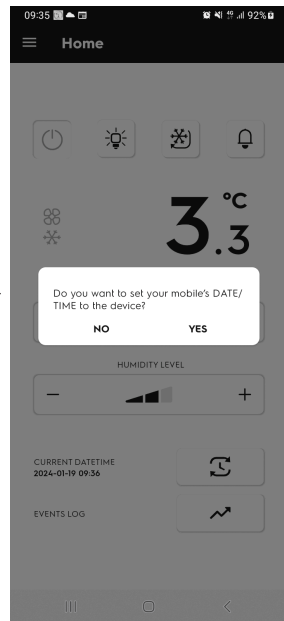 09:35
4G 92%
Home
°C
3.3
Do you want to set your mobile's DATE/
TIME to the device?
NO YES
HUMIDITY LEVEL
− +
CURRENT DATETIME
2024-01-19 09:36
EVENTS LOG